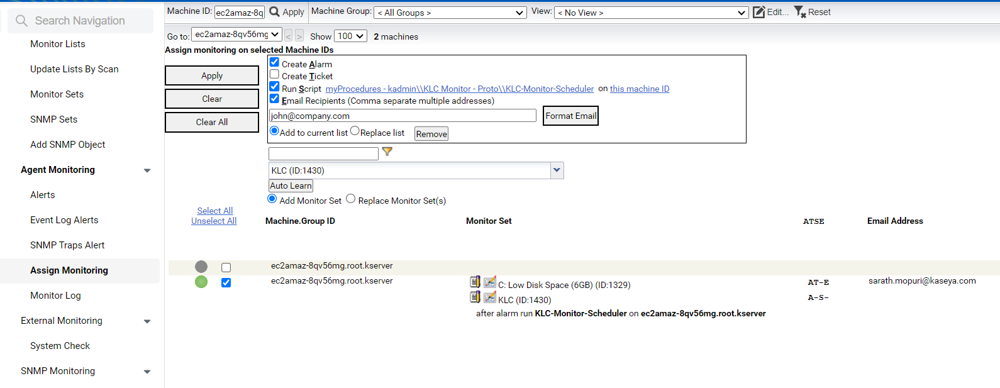 Search Navigation
Monitor Lists
Update Lists By Scan
Monitor Sets
SNMP Sets
Add SNMP Object
Agent Monitoring
Alerts
Event Log Alerts
SNMP Traps Alert
Assign Monitoring
Monitor Log
External Monitoring
System Check
SNMP Monitoring
Machine ID: ec2amaz-8q Apply Machine Group: < All Groups > View: < No View > Edit... Reset
Go to: ec2amaz-8qv56mg < > Show 100 2 machines
Assign monitoring on selected Machine IDs
Apply
Clear
Clear All
Create Alarm
Create Ticket
Run Script myProcedures - kadmin\\KLC Monitor - Proto\\KLC-Monitor-Scheduler on this machine ID
Email Recipients (Comma separate multiple addresses)
john@company.com Format Email
Add to current list Replace list Remove
KLC (ID:1430)
Auto Learn
Add Monitor Set Replace Monitor Set(s)
Select All
Unselect All Machine.Group ID Monitor Set ATSE Email Address
ec2amaz-8qv56mg.root.kserver
ec2amaz-8qv56mg.root.kserver C: Low Disk Space (6GB) (ID:1329) AT-E sarath.mopuri@kaseya.com
KLC (ID:1430) A-S-
after alarm run KLC-Monitor-Scheduler on ec2amaz-8qv56mg.root.kserver